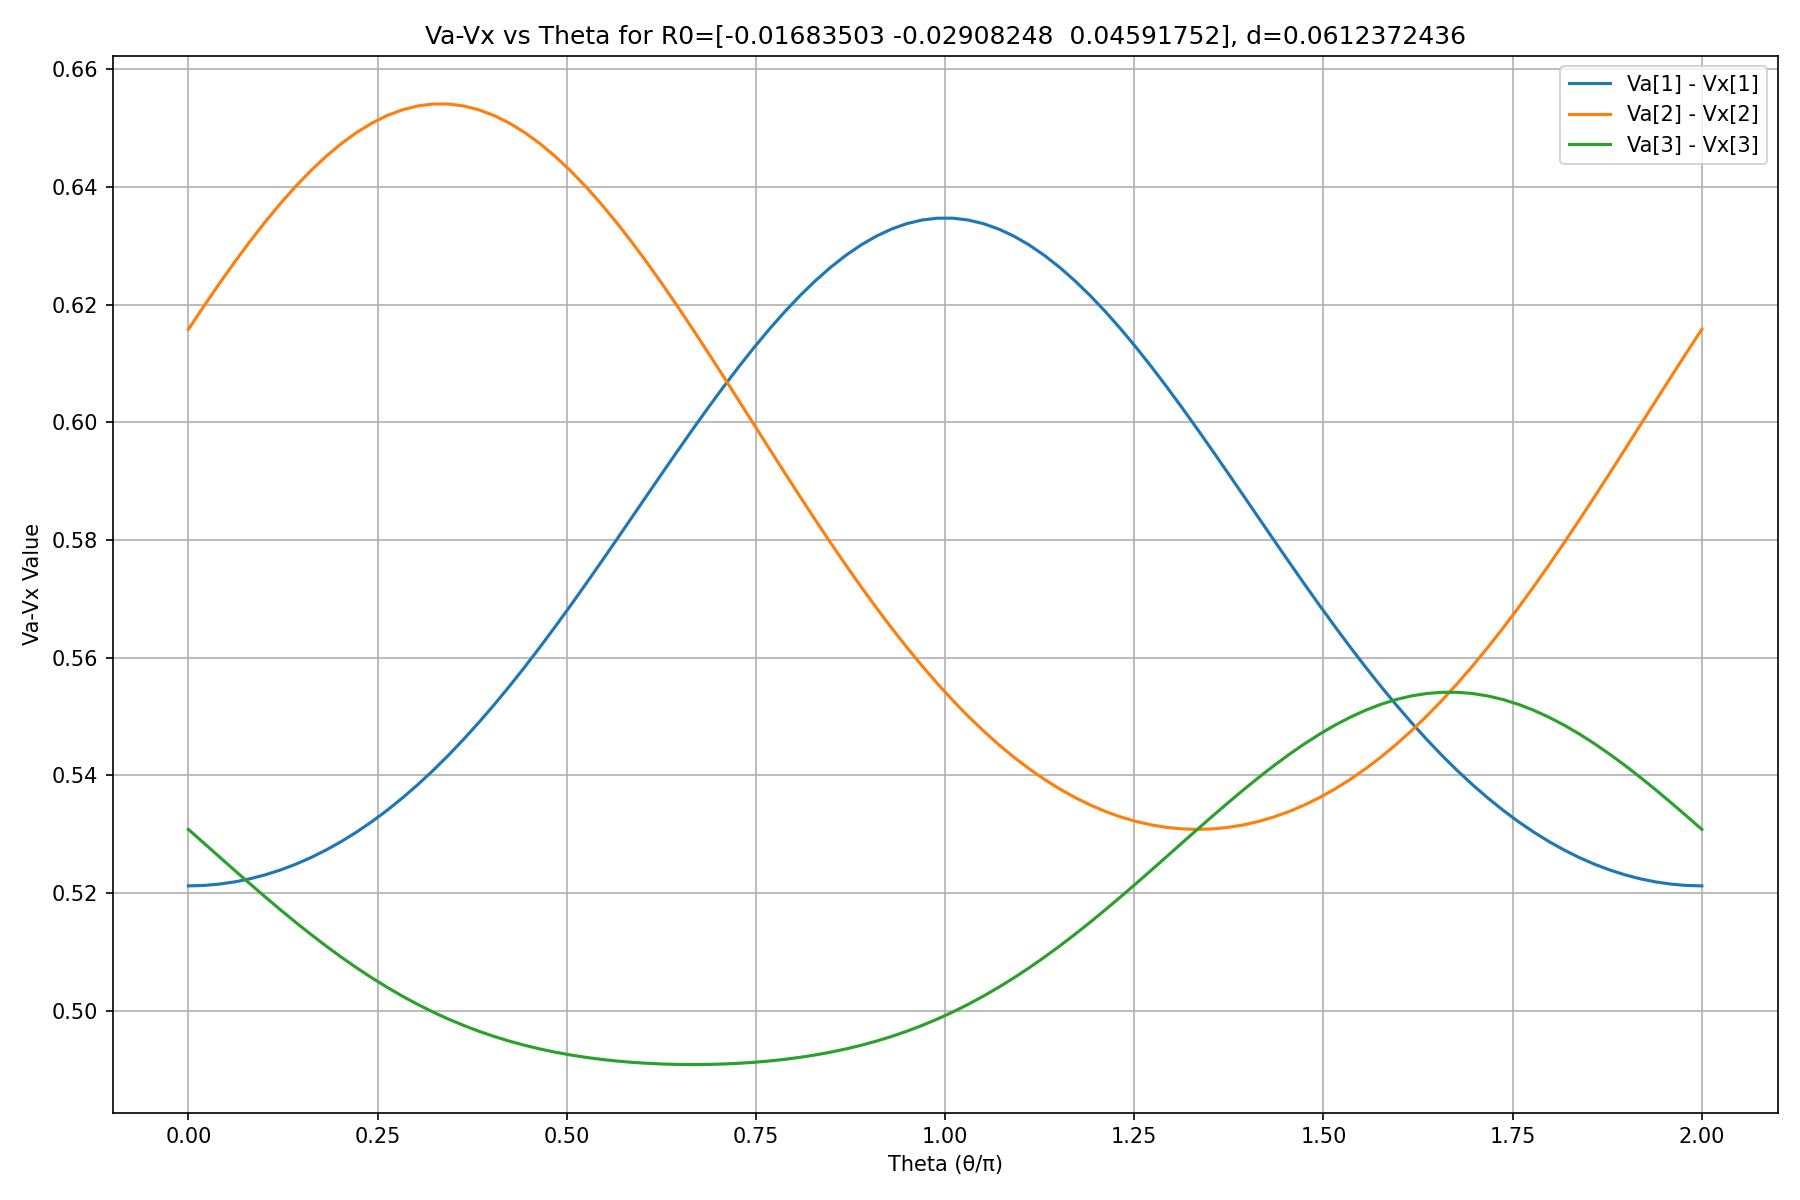 Va-Vx vs Theta for R0=[-0.01683503 -0.02908248  0.04591752], d=0.0612372436
Va[1] - Vx[1]
Va[2] - Vx[2]
Va[3] - Vx[3]
Va-Vx Value
0.66
0.64
0.62
0.60
0.58
0.56
0.54
0.52
0.50
0.00 0.25 0.50 0.75 1.00 1.25 1.50 1.75 2.00
Theta (θ/π)